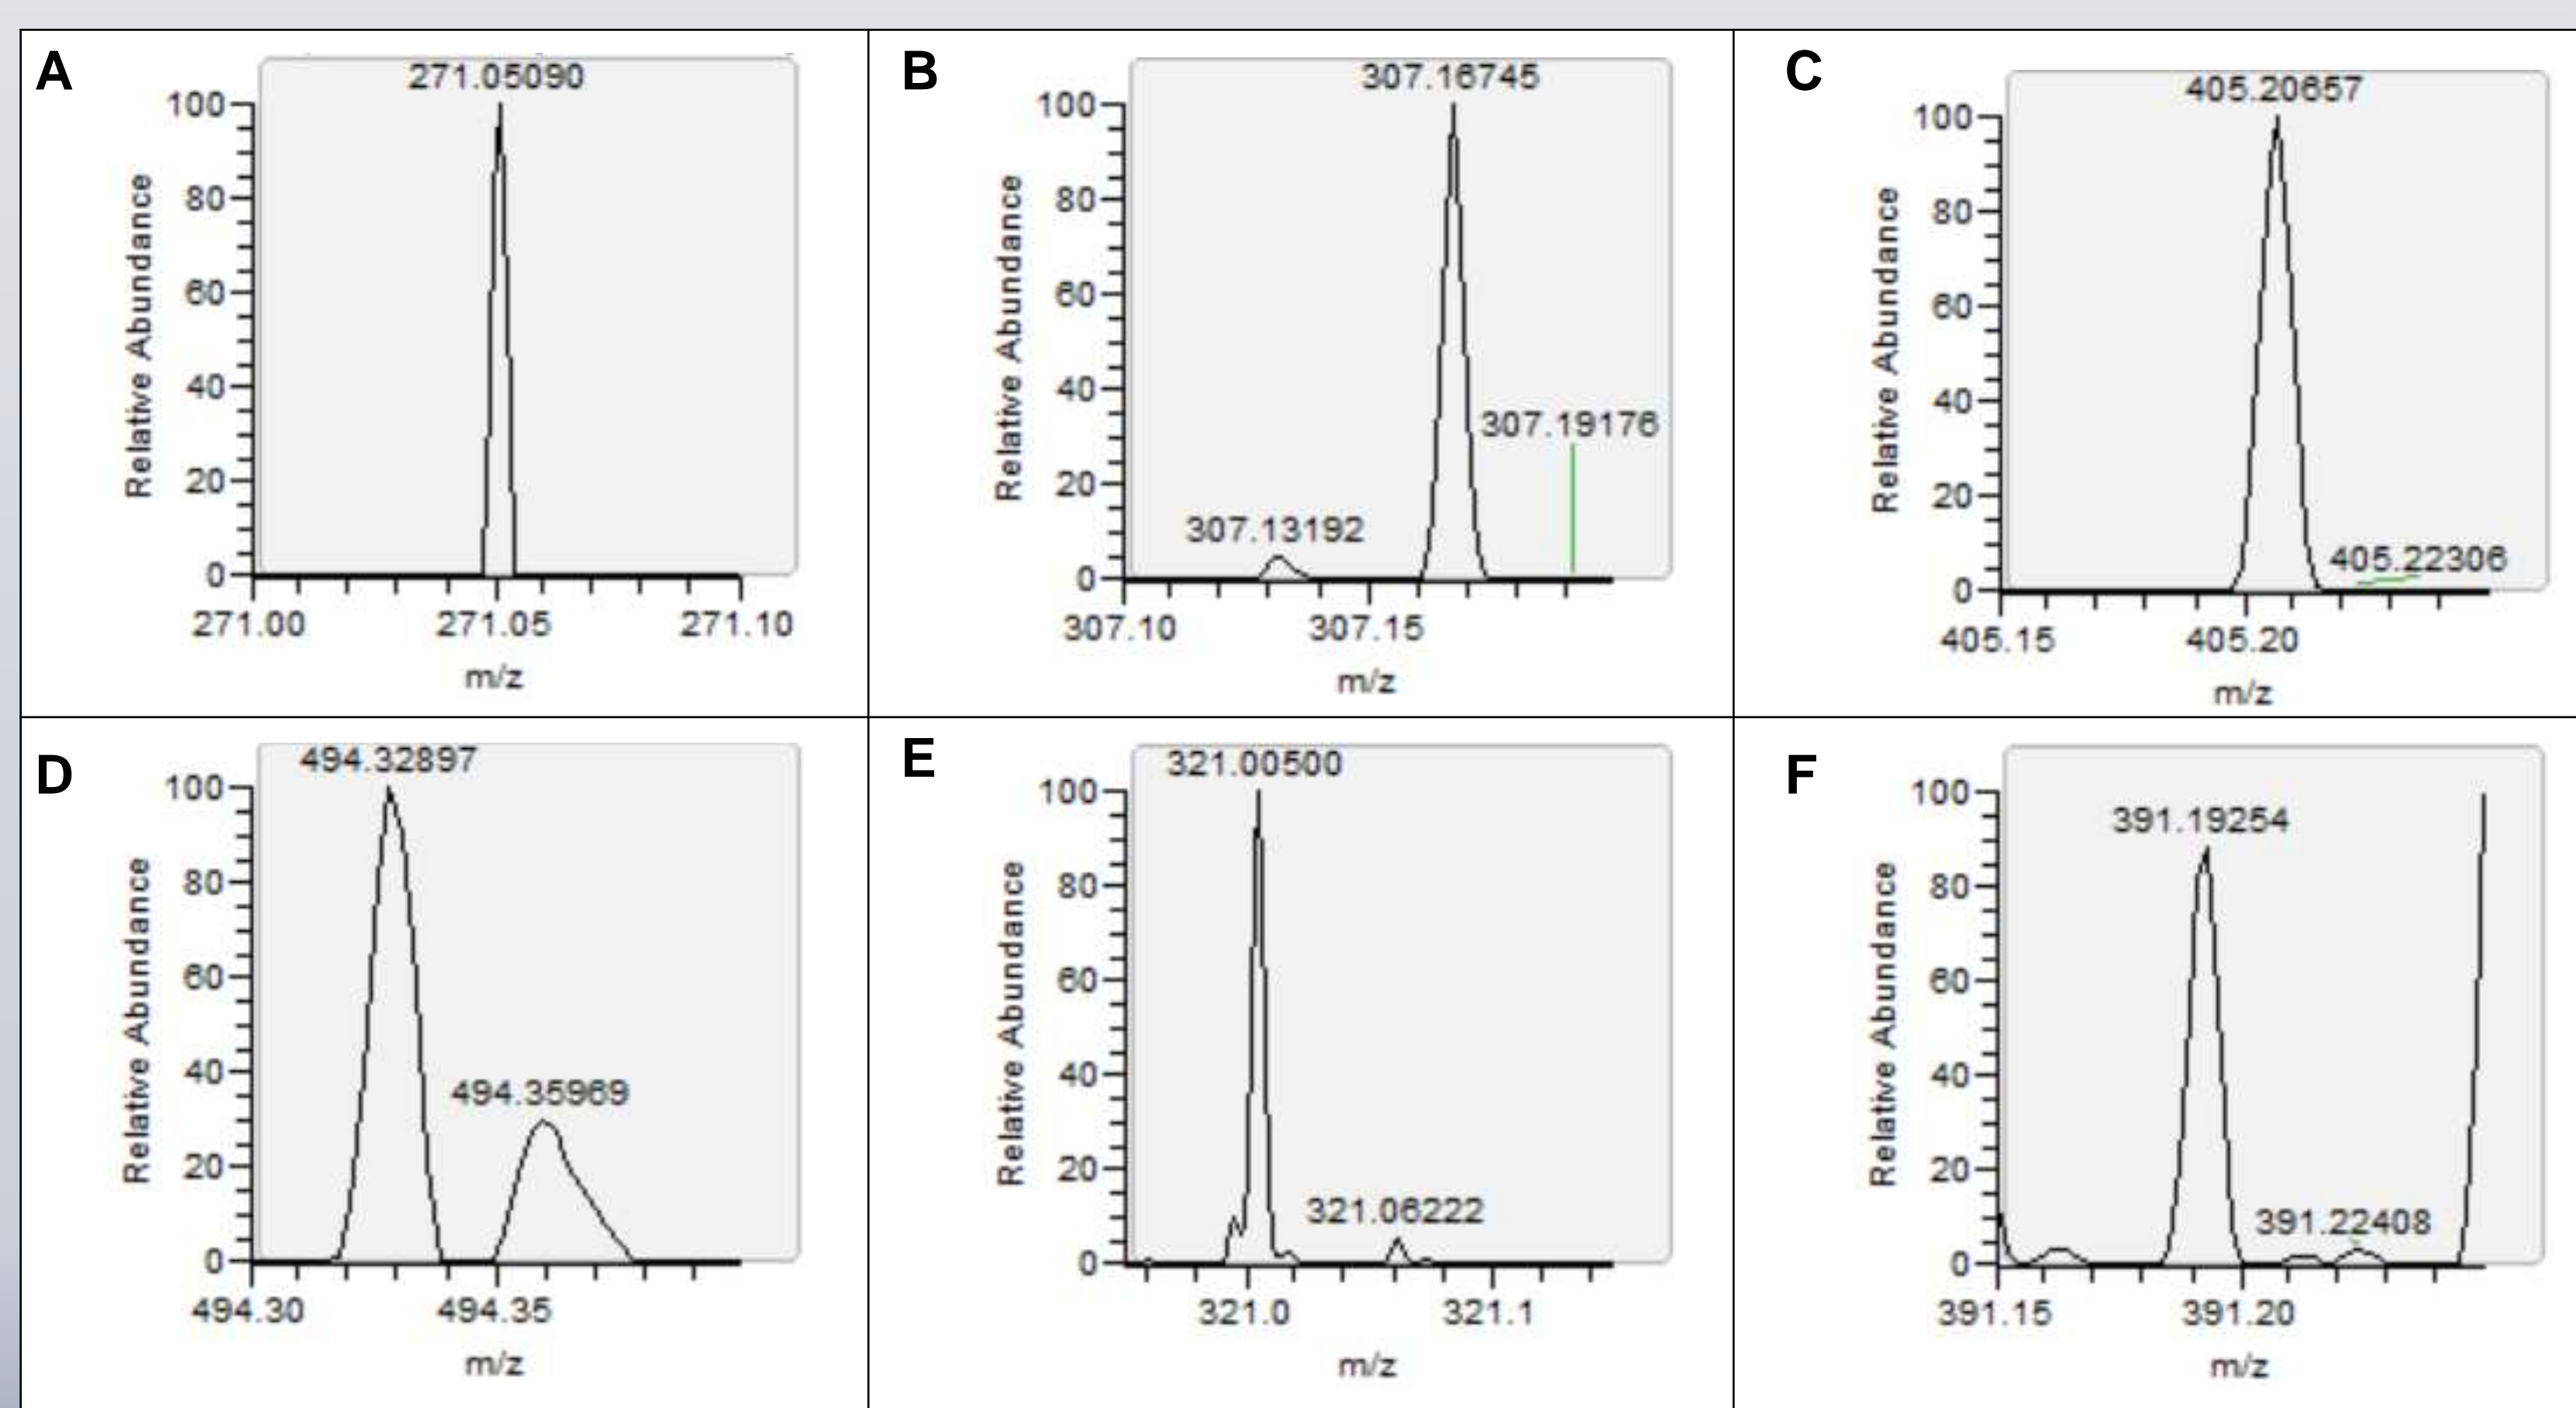 A
271.05090
100
80
60
40
20
0
Relative Abundance
271.00 271.05 271.10
m/z
B
307.16745
100
80
60
40
20
0
Relative Abundance
307.19176
307.13192
307.10 307.15
m/z
C
405.20657
100
80
60
40
20
0
Relative Abundance
405.22306
405.15 405.20
m/z
D
494.32897
100
80
60
40
20
0
Relative Abundance
494.35969
494.30 494.35
m/z
E
321.00500
100
80
60
40
20
0
Relative Abundance
321.06222
321.0 321.1
m/z
F
100
80
60
40
20
0
Relative Abundance
391.19254
391.22408
391.15 391.20
m/z